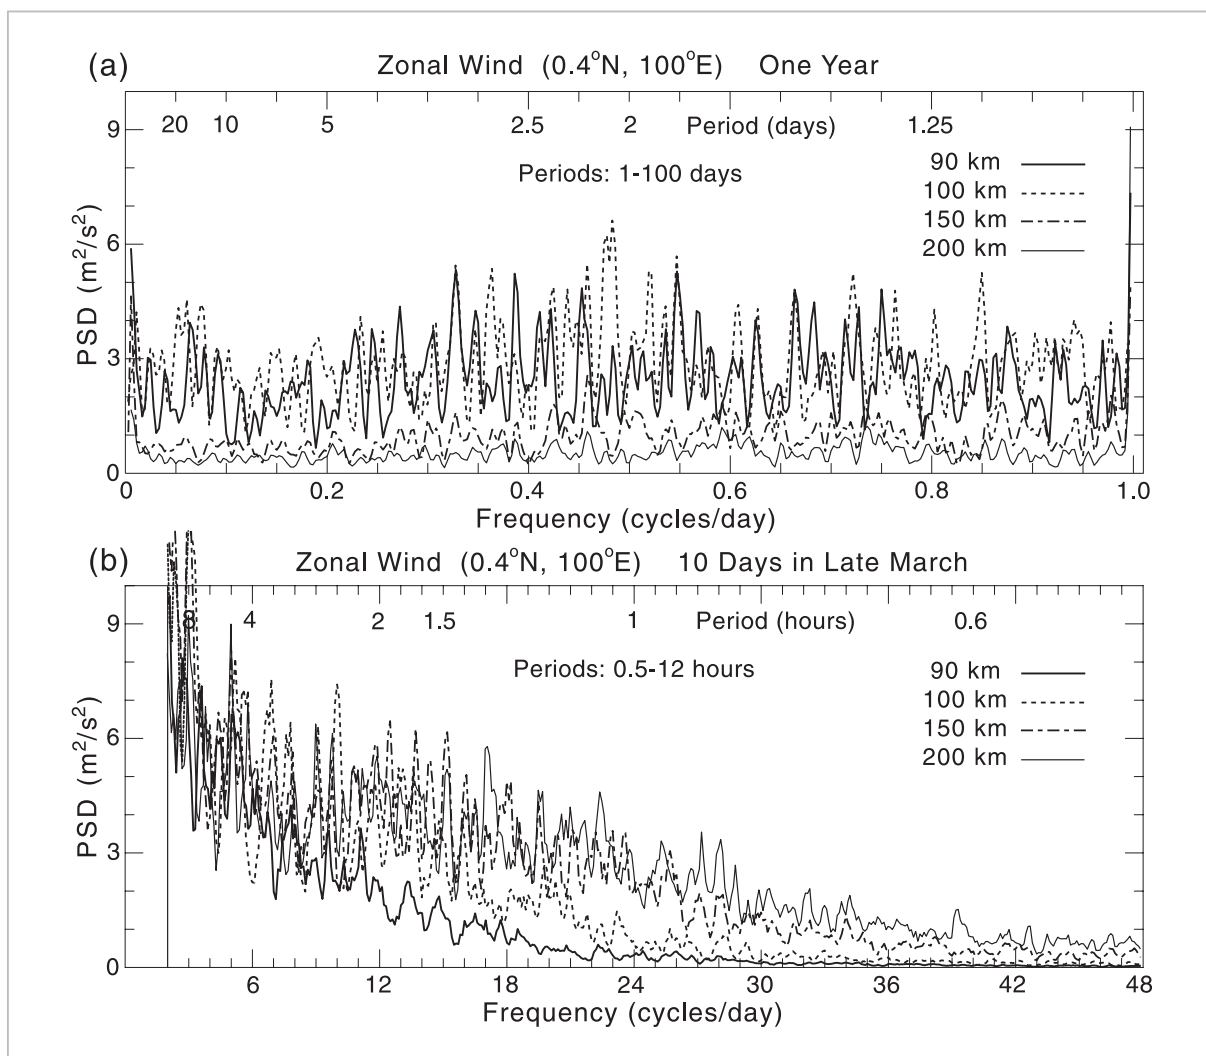 (a)
Zonal Wind (0.4°N, 100°E) One Year
9
20 10 5 2.5 2 Period (days) 1.25
Periods: 1-100 days
90 km
100 km
150 km
200 km
6
3
0
PSD (m²/s²)
0 0.2 0.4 0.6 0.8 1.0
Frequency (cycles/day)
(b)
Zonal Wind (0.4°N, 100°E) 10 Days in Late March
9
8 4 2 1.5 1 Period (hours) 0.6
Periods: 0.5-12 hours
90 km
100 km
150 km
200 km
6
3
0
PSD (m²/s²)
6 12 18 24 30 36 42 48
Frequency (cycles/day)